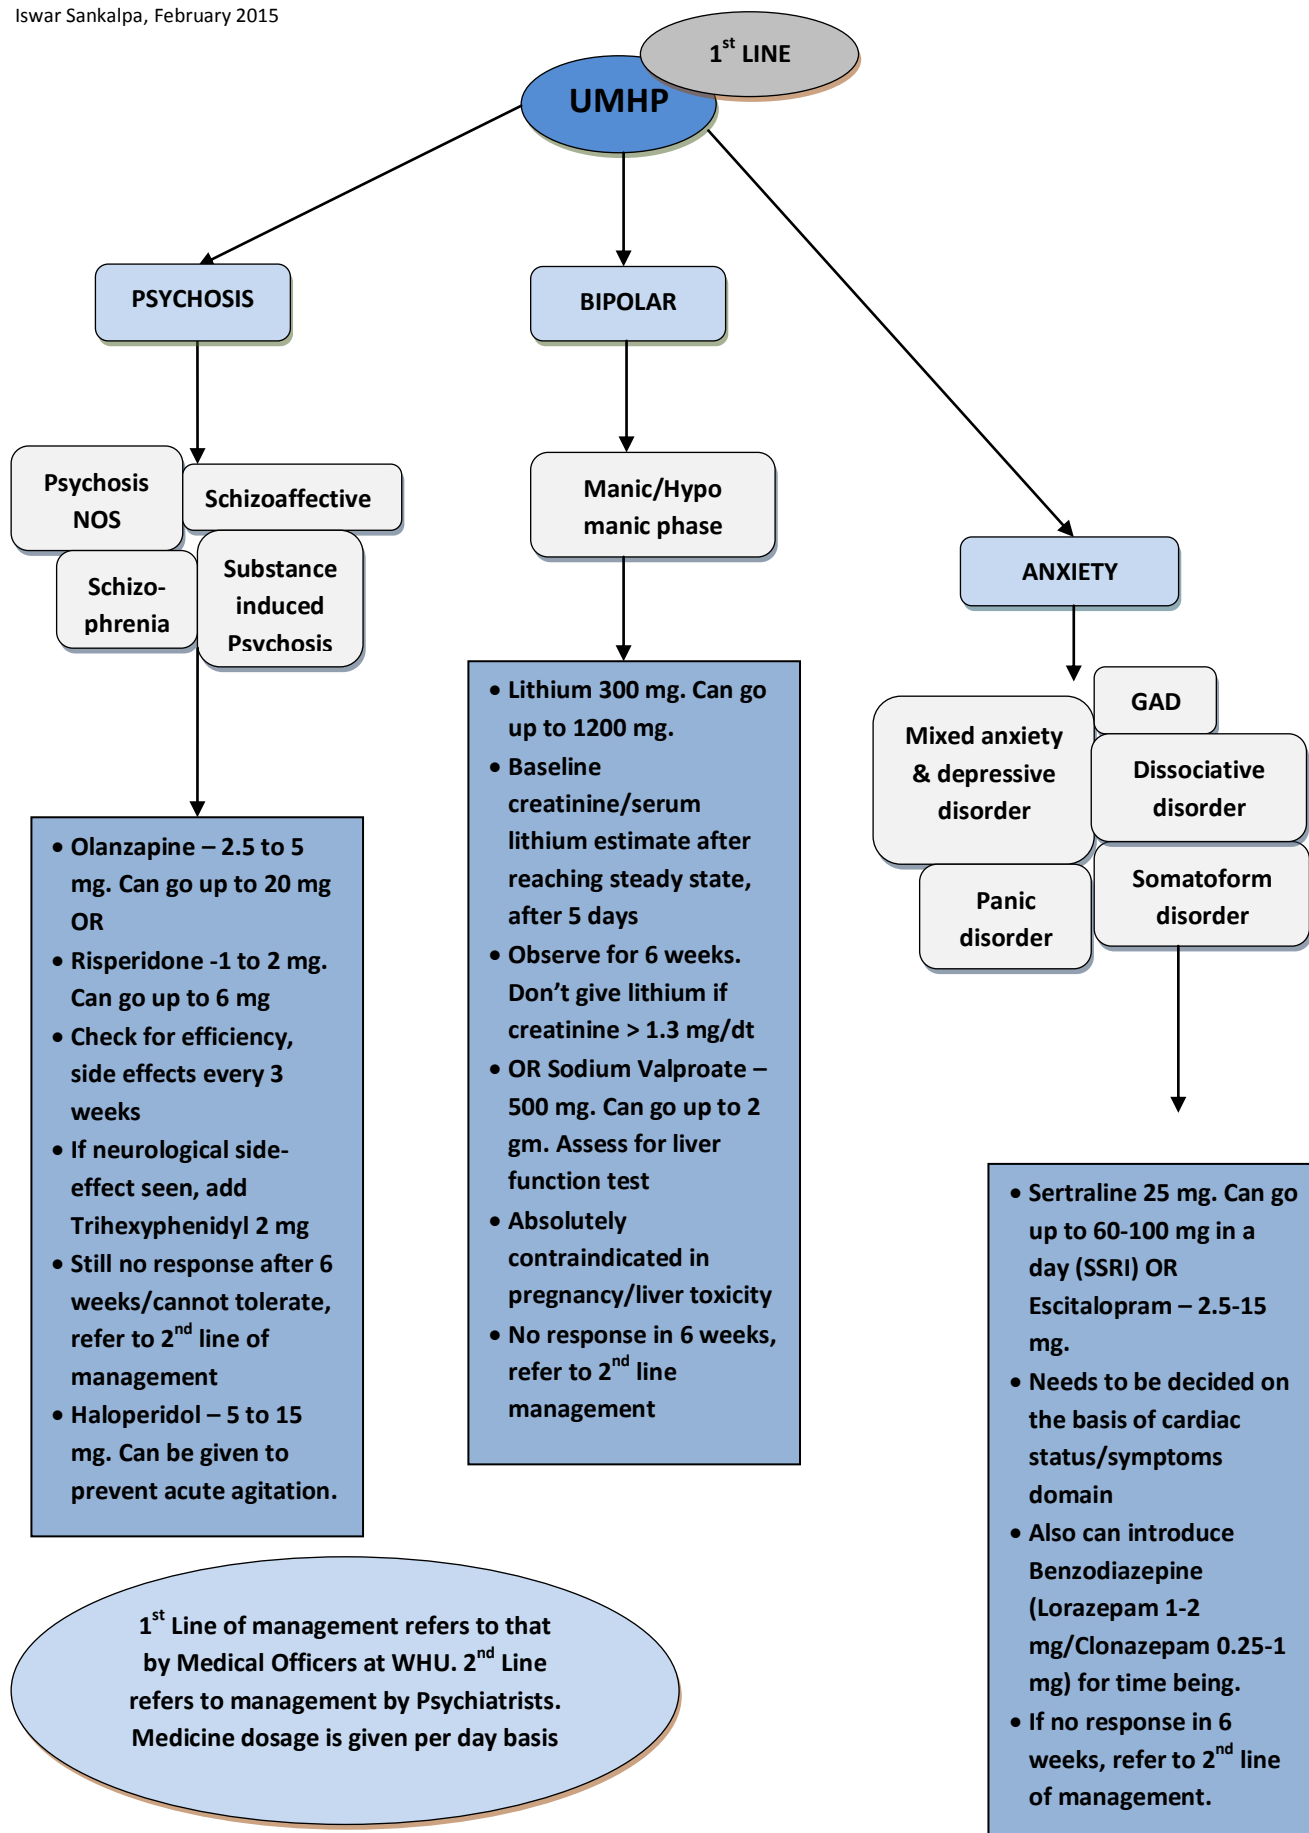 Iswar Sankalpa, February 2015
1st LINE
UMHP
PSYCHOSIS
BIPOLAR
ANXIETY
Psychosis
NOS
Schizoaffective
Schizo-
phrenia
Substance
induced
Psychosis
Manic/Hypo
manic phase
GAD
Mixed anxiety
& depressive
disorder
Dissociative
disorder
Panic
disorder
Somatoform
disorder
• Olanzapine – 2.5 to 5
mg. Can go up to 20 mg
OR
• Risperidone -1 to 2 mg.
Can go up to 6 mg
• Check for efficiency,
side effects every 3
weeks
• If neurological side-
effect seen, add
Trihexyphenidyl 2 mg
• Still no response after 6
weeks/cannot tolerate,
refer to 2nd line of
management
• Haloperidol – 5 to 15
mg. Can be given to
prevent acute agitation.
• Lithium 300 mg. Can go
up to 1200 mg.
• Baseline
creatinine/serum
lithium estimate after
reaching steady state,
after 5 days
• Observe for 6 weeks.
Don’t give lithium if
creatinine > 1.3 mg/dt
• OR Sodium Valproate –
500 mg. Can go up to 2
gm. Assess for liver
function test
• Absolutely
contraindicated in
pregnancy/liver toxicity
• No response in 6 weeks,
refer to 2nd line
management
• Sertraline 25 mg. Can go
up to 60-100 mg in a
day (SSRI) OR
Escitalopram – 2.5-15
mg.
• Needs to be decided on
the basis of cardiac
status/symptoms
domain
• Also can introduce
Benzodiazepine
(Lorazepam 1-2
mg/Clonazepam 0.25-1
mg) for time being.
• If no response in 6
weeks, refer to 2nd line
of management.
1st Line of management refers to that
by Medical Officers at WHU. 2nd Line
refers to management by Psychiatrists.
Medicine dosage is given per day basis